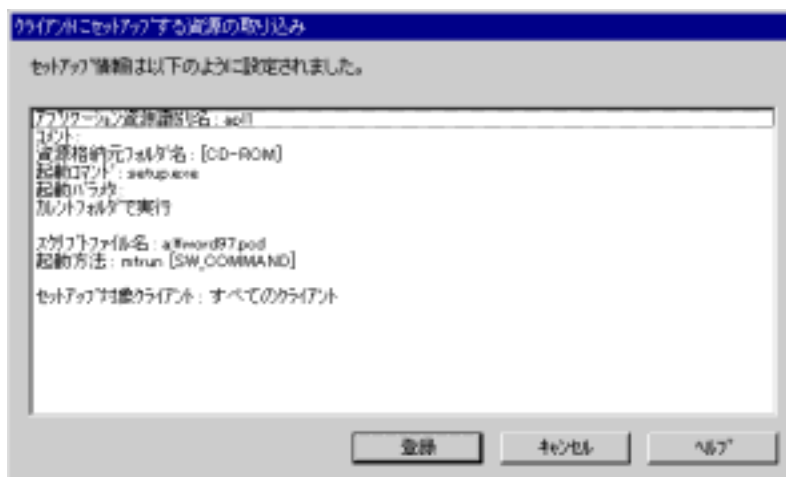 クライアントにセットアップする資源の取り込み
セットアップ情報は以下のように設定されました。
アプリケーション資源識別名 : apl1
コメント :
資源格納元フォルダ名 : [CD-ROM]
起動コマンド : setup.exe
起動パラメタ :
カレントフォルダで実行
スクリプトファイル名 : a:¥word97.pcd
起動方法 : mtrun [SW_COMMAND]
セットアップ対象クライアント : すべてのクライアント
登録
キャンセル
ヘルプ